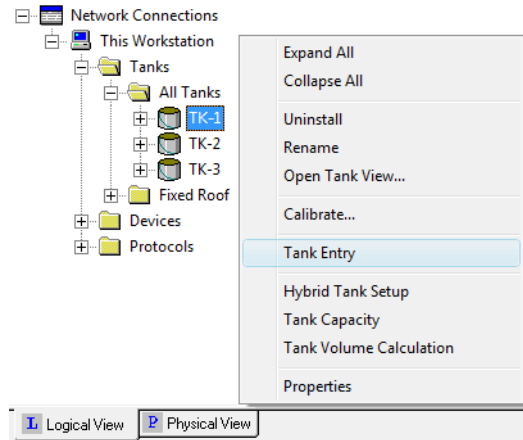 Network Connections
This Workstation
Tanks
All Tanks
TK-1
TK-2
TK-3
Fixed Roof
Devices
Protocols
Expand All
Collapse All
Uninstall
Rename
Open Tank View...
Calibrate...
Tank Entry
Hybrid Tank Setup
Tank Capacity
Tank Volume Calculation
Properties
L Logical View P Physical View